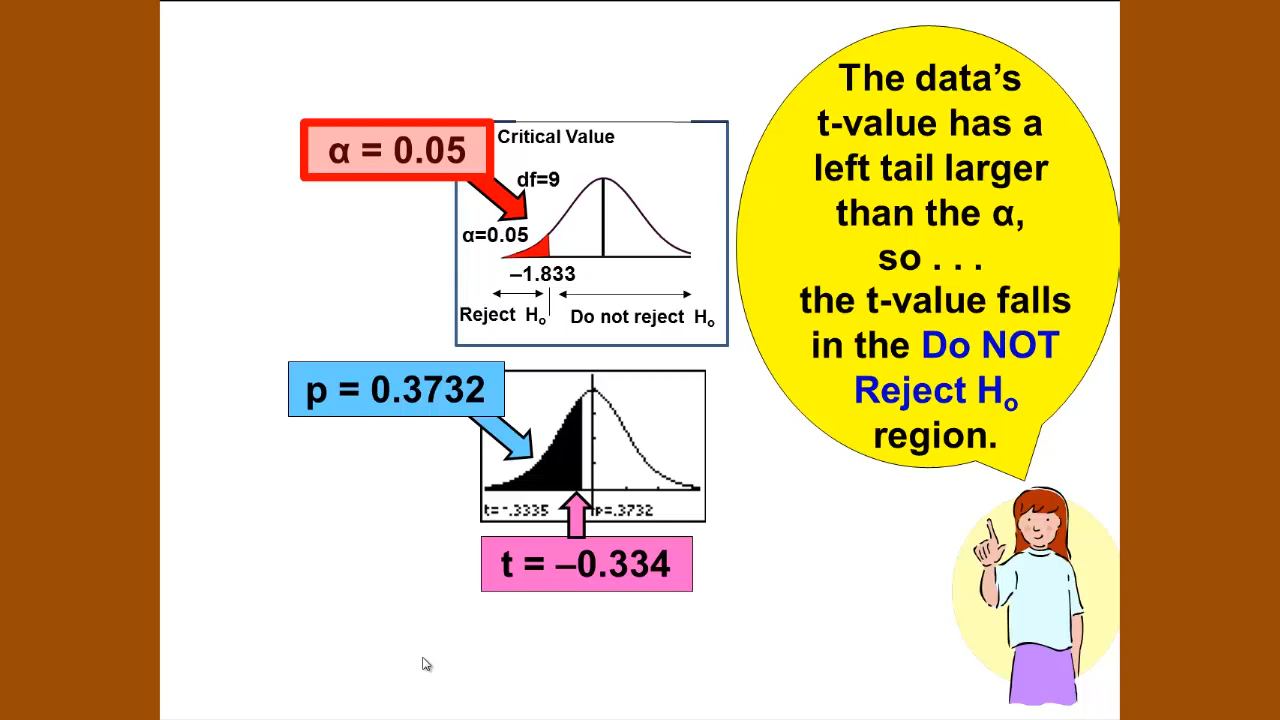 α = 0.05
Critical Value
df=9
α=0.05
–1.833
Reject Hₒ
Do not reject Hₒ
p = 0.3732
t=-.3335 p=.3732
t = –0.334
The data’s
t-value has a
left tail larger
than the α,
so . . .
the t-value falls
in the Do NOT
Reject Hₒ
region.